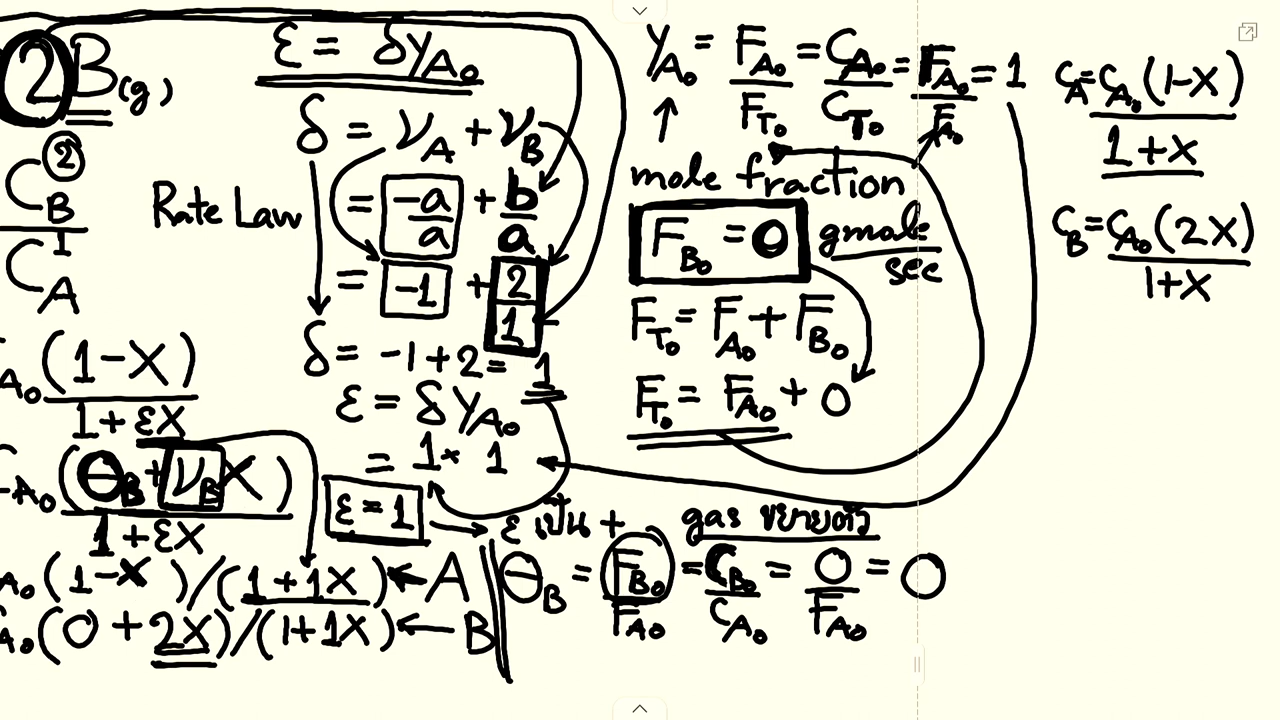 2B(g)
C_B^2 / C_A^1
Rate Law
A₀(1-X) / 1+εX
A₀(θ_B+ν_BX) / 1+εX
A₀(1-X)/(1+1X) ← A
A₀(0+2X)/(1+1X) ← B
ε = δy_A₀
δ = ν_A + ν_B
= -a/a + b/a
= -1 + 2/1
δ = -1+2 = 1
ε = δy_A₀
= 1 * 1
ε = 1 → ε เป็น + gas ขยายตัว
y_A₀ = F_A₀/F_T₀ = C_A₀/C_T₀ = F_A₀/F_A₀ = 1
mole fraction
F_B₀ = 0 gmole/sec
F_T₀ = F_A₀ + F_B₀
F_T₀ = F_A₀ + 0
θ_B = F_B₀/F_A₀ = C_B₀/C_A₀ = 0/F_A₀ = 0
C_A = C_A₀(1-X) / 1+X
C_B = C_A₀(2X) / 1+X